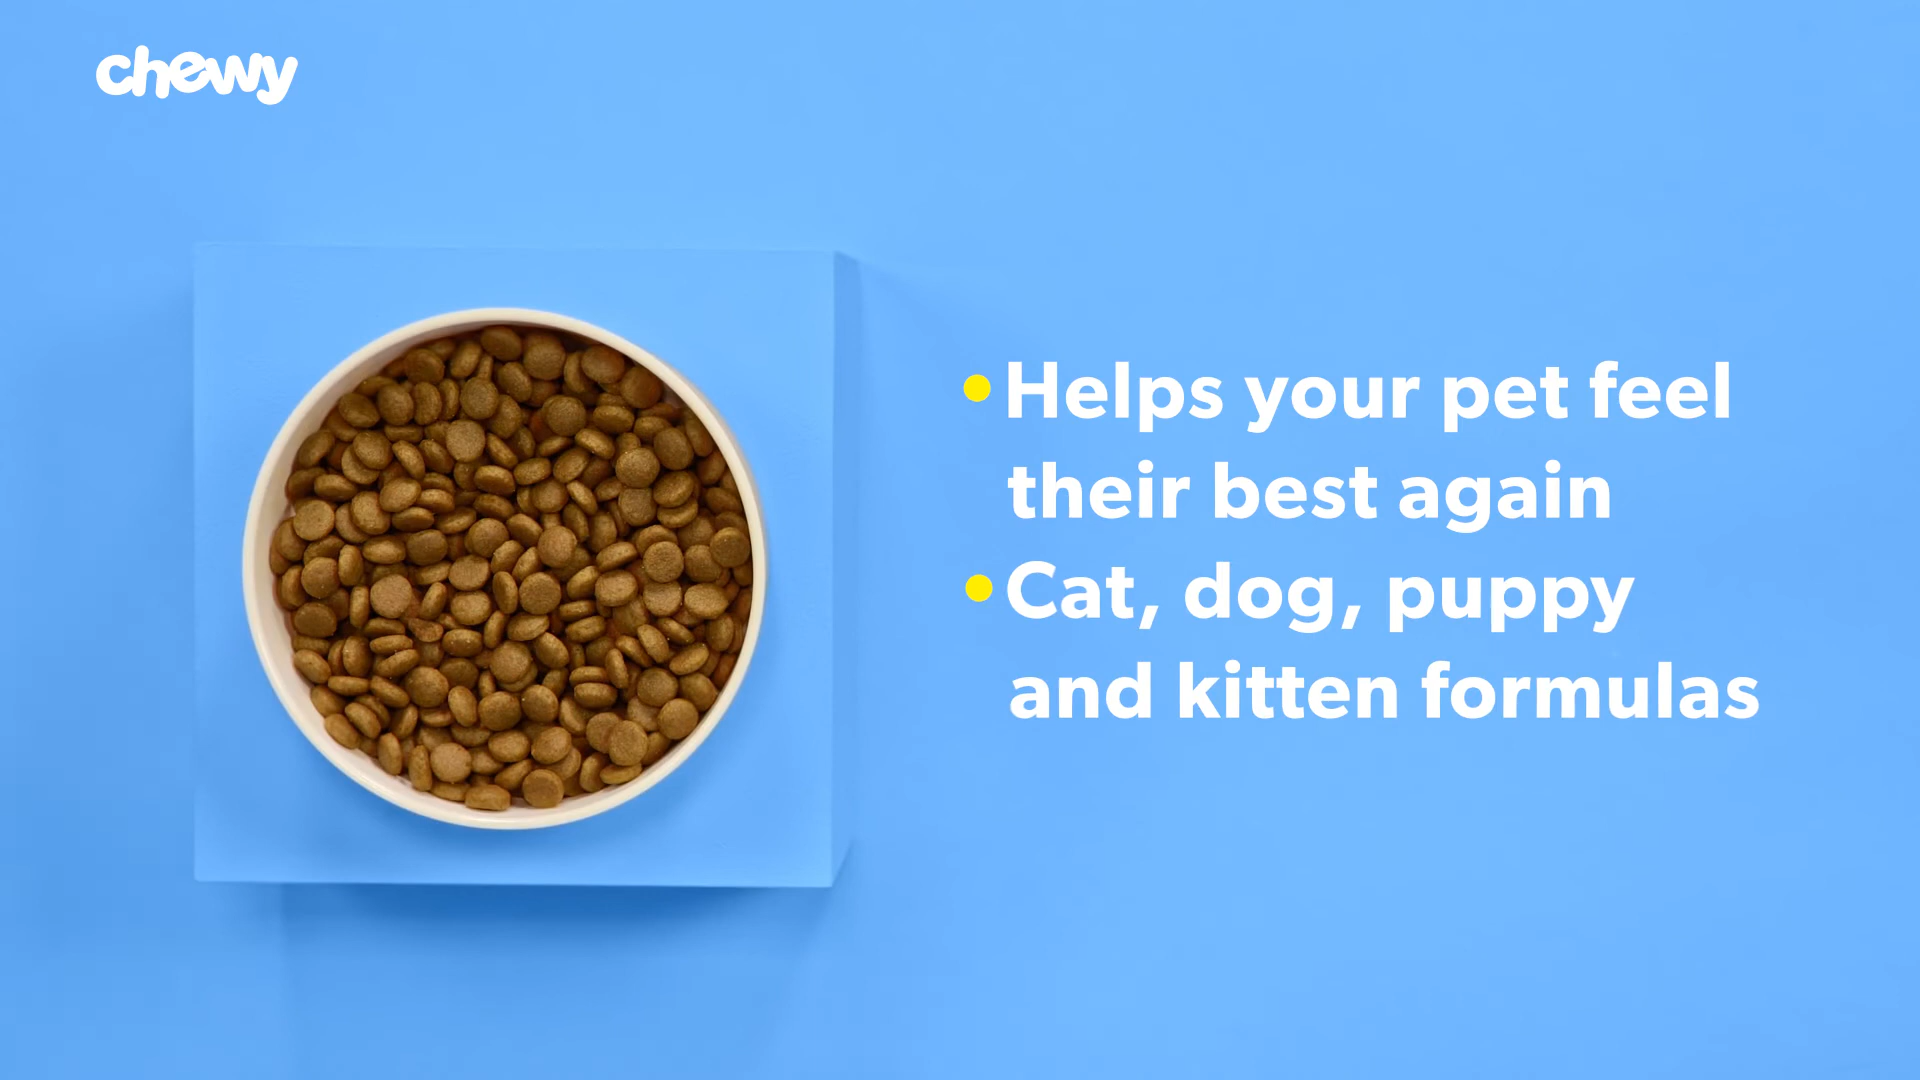 chewy
• Helps your pet feel
their best again
• Cat, dog, puppy
and kitten formulas